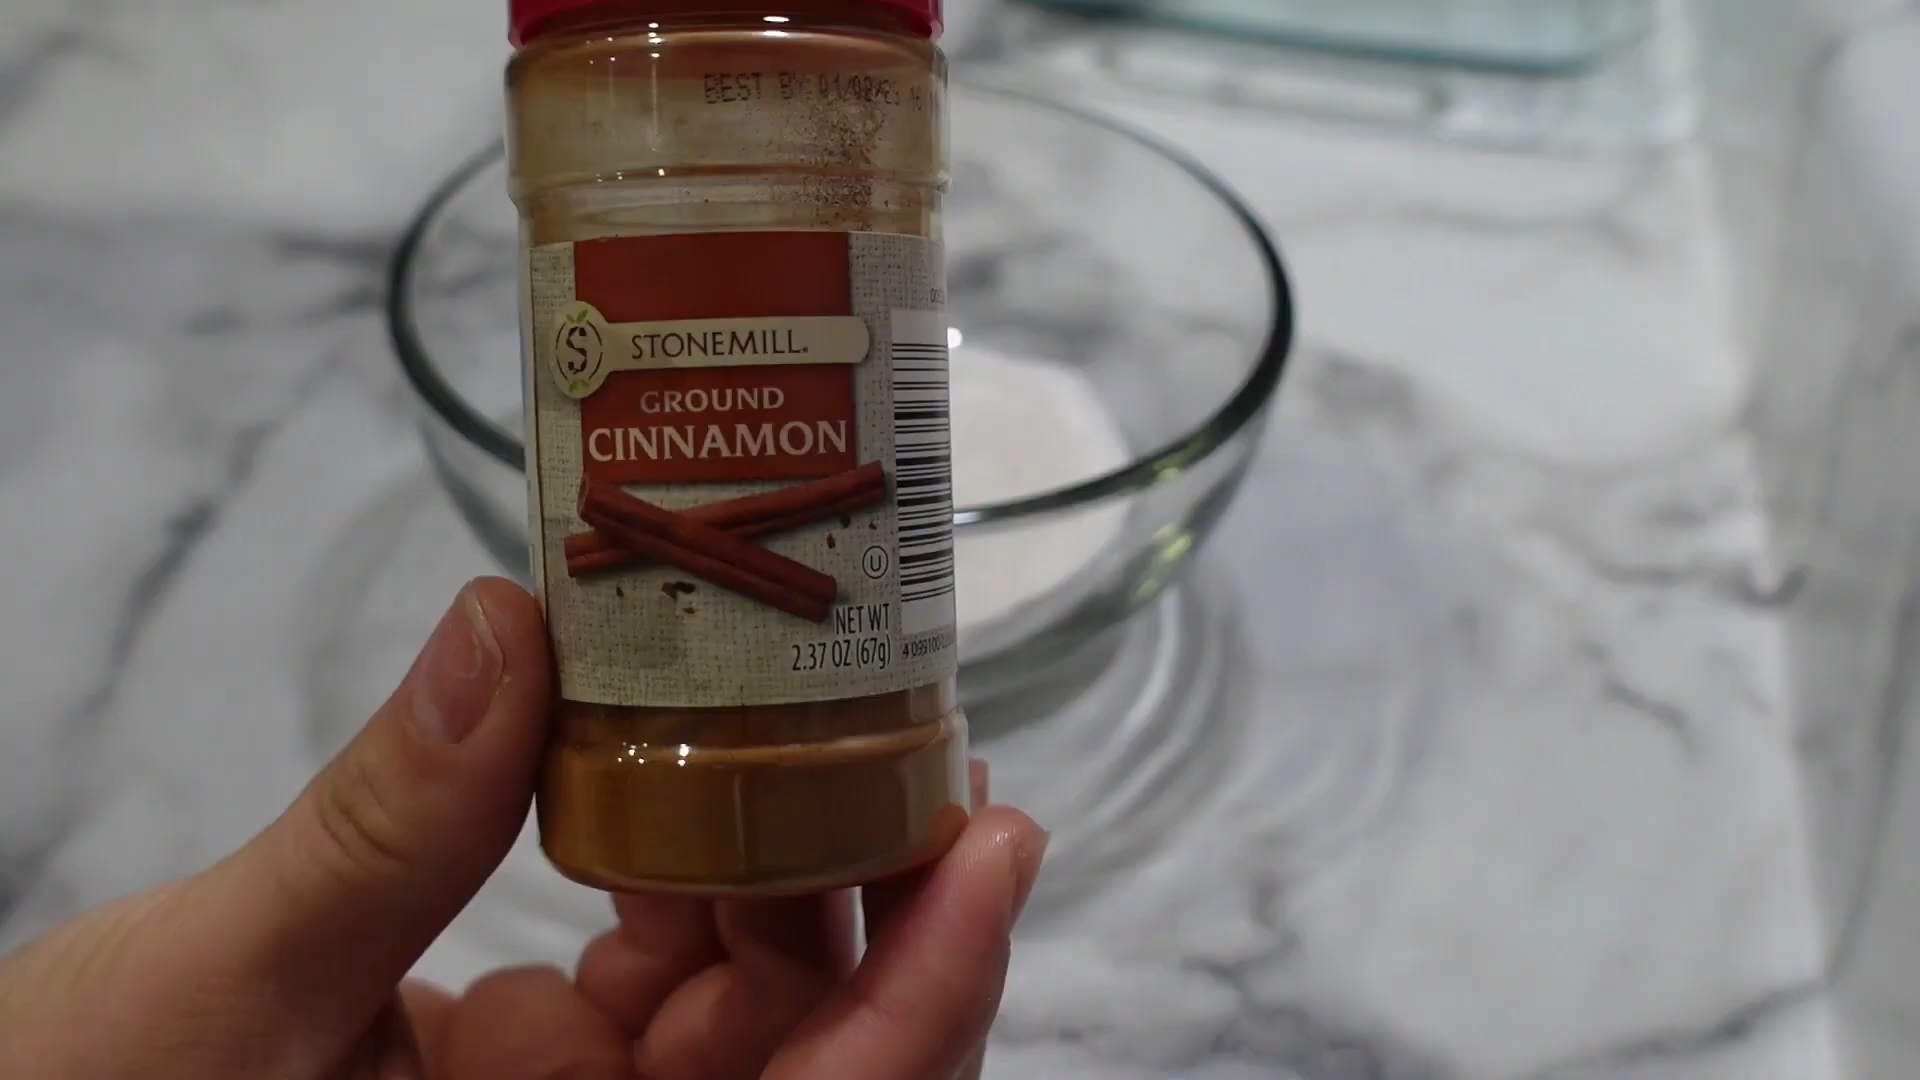 BEST BY:
STONEMILL.
GROUND
CINNAMON
U
NET WT
2.37 OZ (67g)